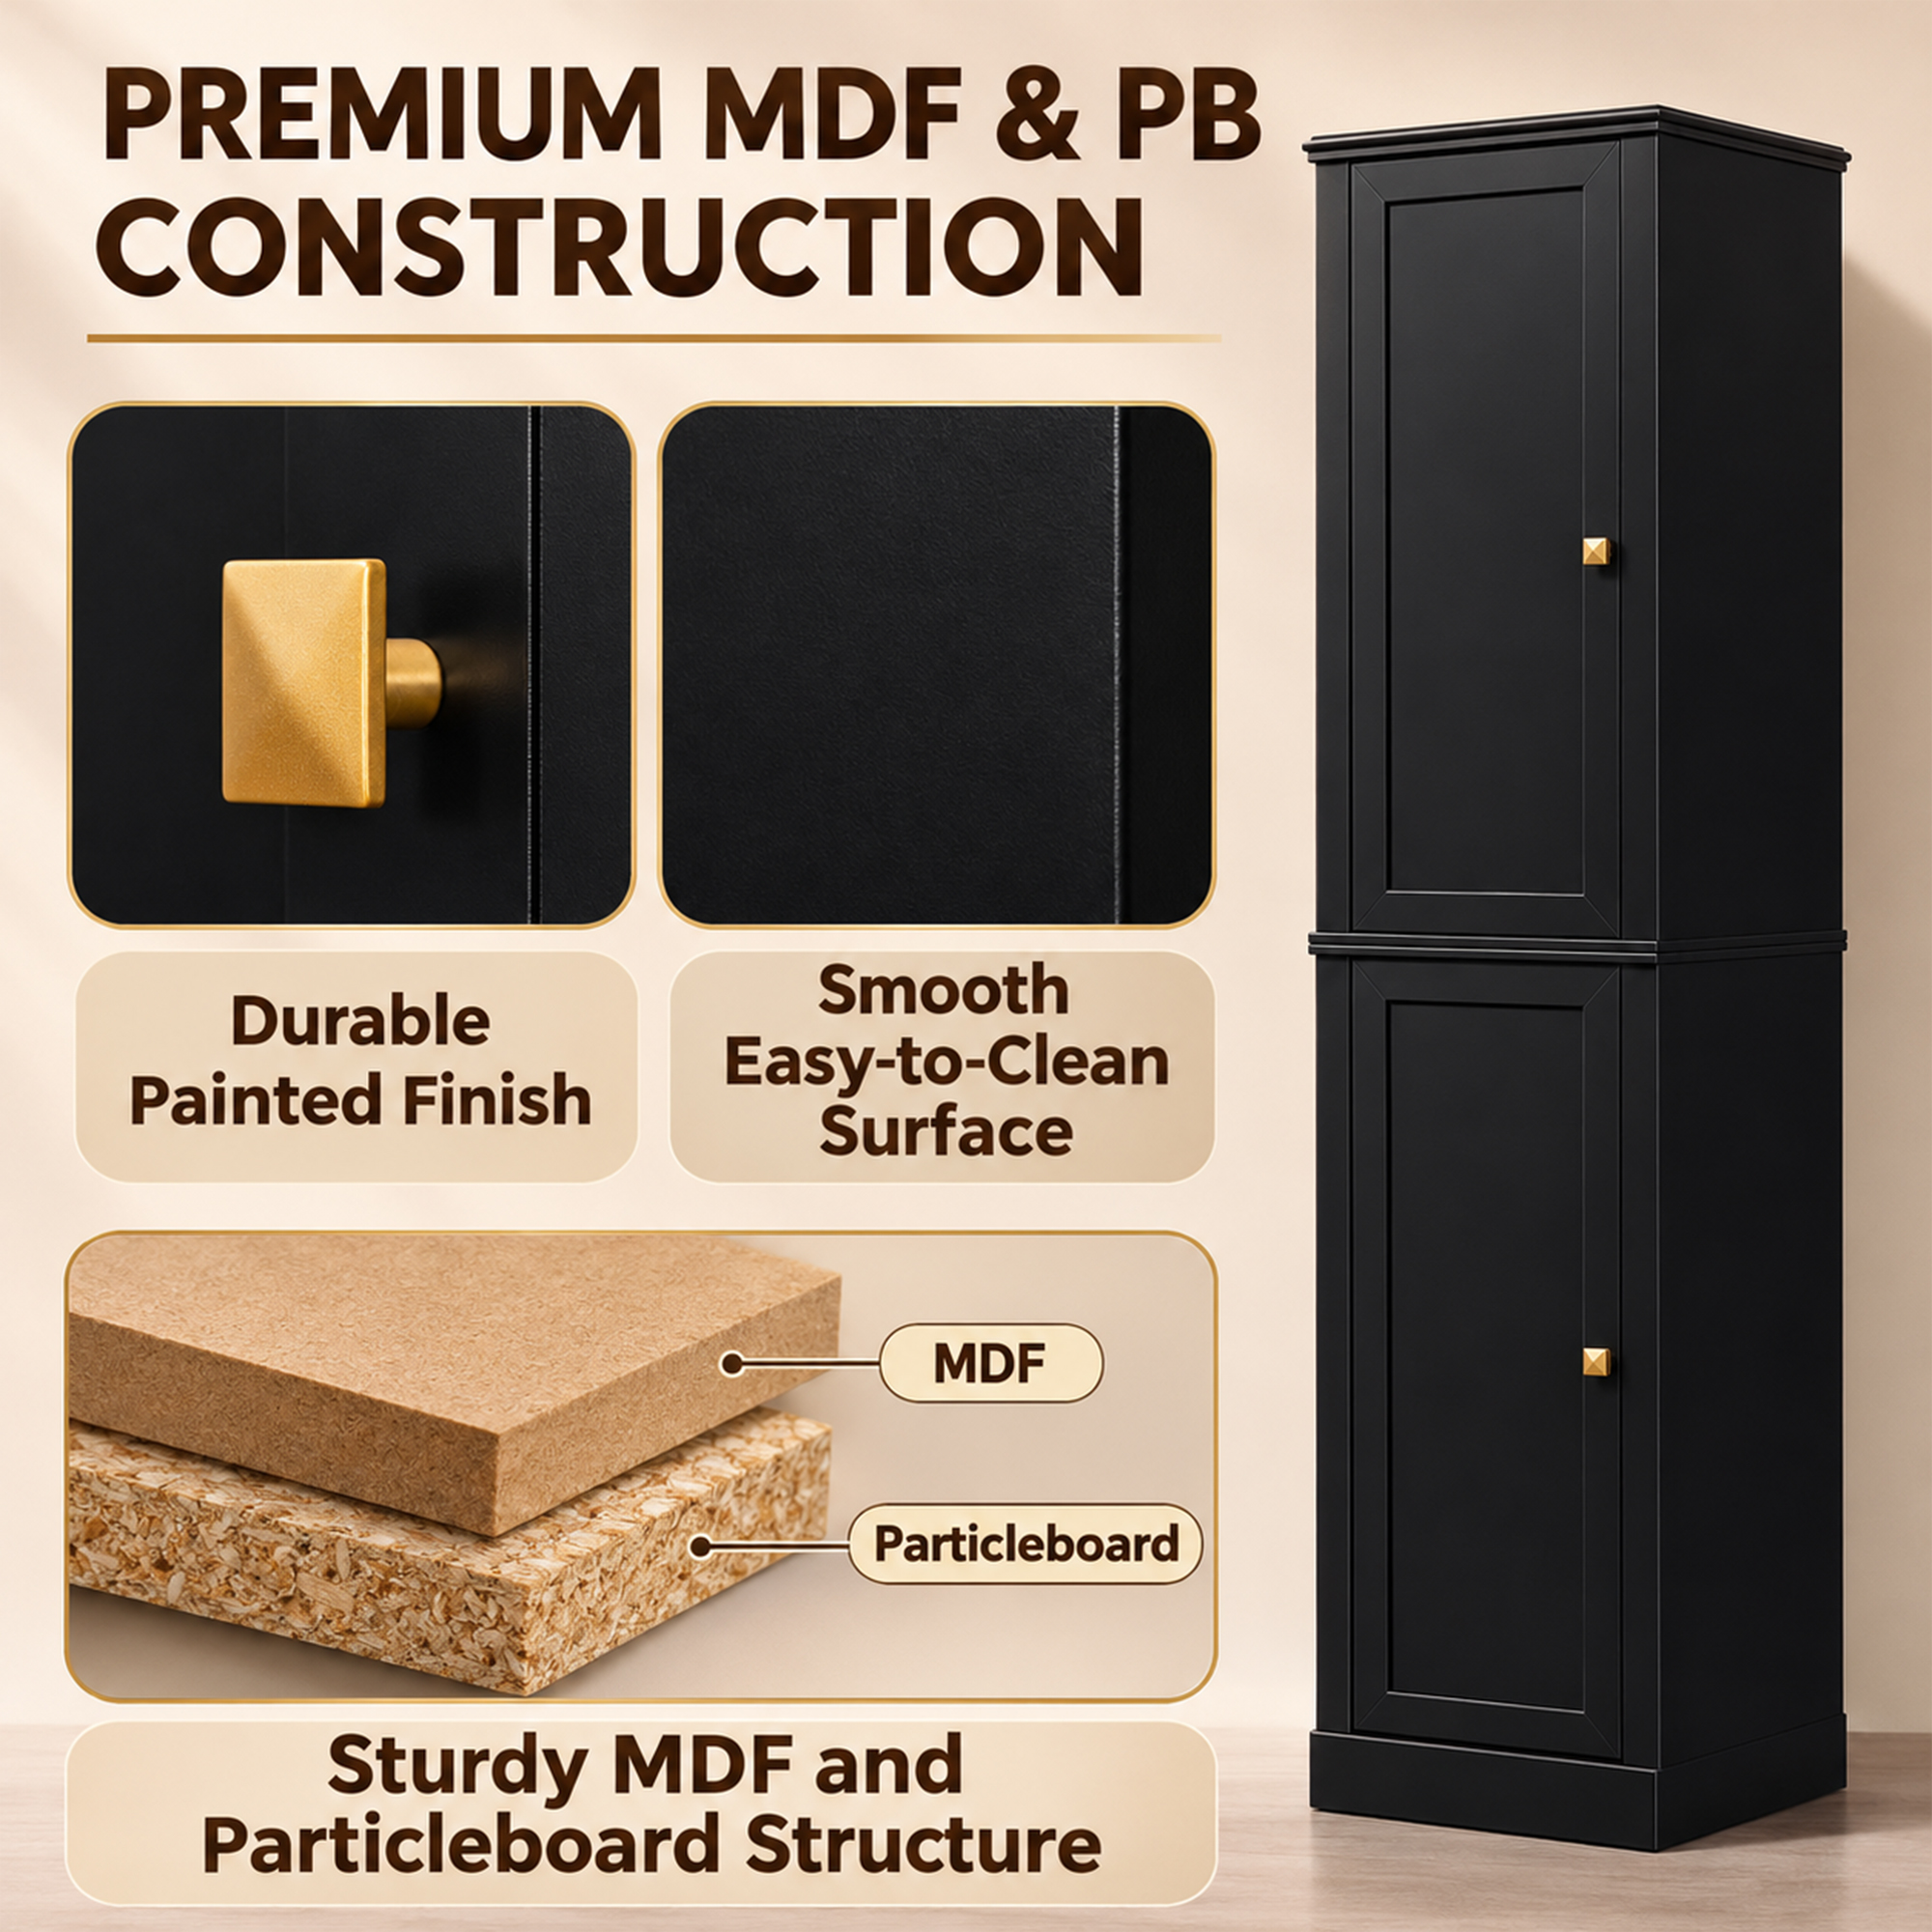 PREMIUM MDF & PB
CONSTRUCTION
Durable
Painted Finish
Smooth
Easy-to-Clean
Surface
MDF
Particleboard
Sturdy MDF and
Particleboard Structure